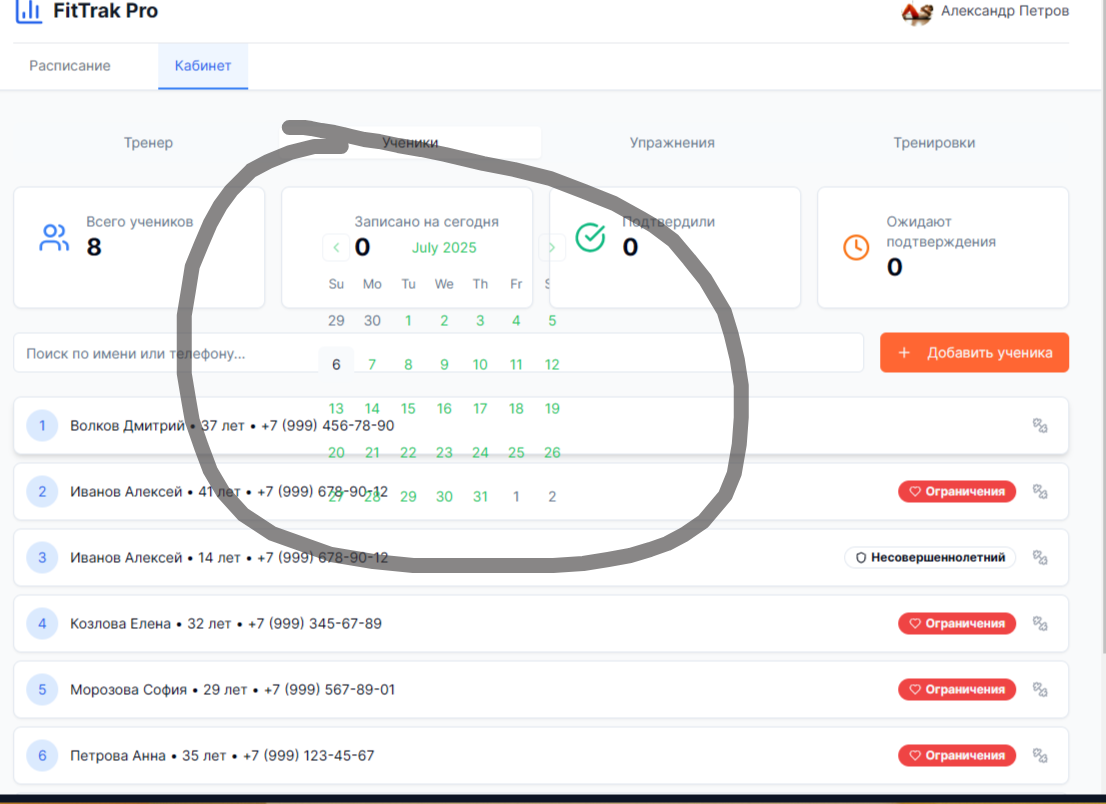 FitTrak Pro
Александр Петров
Расписание
Кабинет
Тренер
Ученики
Упражнения
Тренировки
Всего учеников
8
Записано на сегодня
0
Подтвердили
0
Ожидают
подтверждения
0
July 2025
Su Mo Tu We Th Fr S
29 30 1 2 3 4 5
6 7 8 9 10 11 12
13 14 15 16 17 18 19
20 21 22 23 24 25 26
27 28 29 30 31 1 2
Поиск по имени или телефону...
+ Добавить ученика
1 Волков Дмитрий • 37 лет • +7 (999) 456-78-90
2 Иванов Алексей • 41 лет • +7 (999) 678-90-12 Ограничения
3 Иванов Алексей • 14 лет • +7 (999) 678-90-12 Несовершеннолетний
4 Козлова Елена • 32 лет • +7 (999) 345-67-89 Ограничения
5 Морозова София • 29 лет • +7 (999) 567-89-01 Ограничения
6 Петрова Анна • 35 лет • +7 (999) 123-45-67 Ограничения